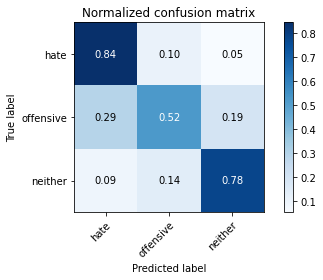 Normalized confusion matrix
True label
hate
0.84 0.10 0.05
offensive
0.29 0.52 0.19
neither
0.09 0.14 0.78
hate
offensive
neither
Predicted label
0.8
0.7
0.6
0.5
0.4
0.3
0.2
0.1